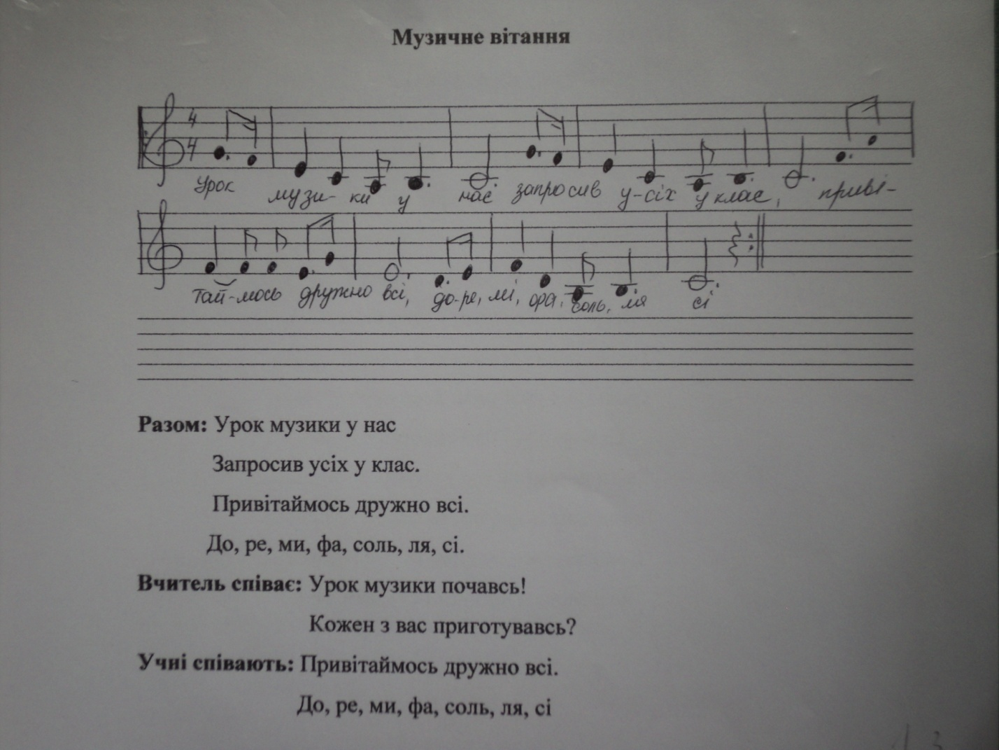 Музичне вітання
4
4
Урок музи- ки у нас запросив у-сіх у клас, приві-
тай-мось дружно всі, до-ре, мі, фа, соль, ля сі
Разом: Урок музики у нас
Запросив усіх у клас.
Привітаймось дружно всі.
До, ре, ми, фа, соль, ля, сі.
Вчитель співає: Урок музики почавсь!
Кожен з вас приготувавсь?
Учні співають: Привітаймось дружно всі.
До, ре, ми, фа, соль, ля, сі